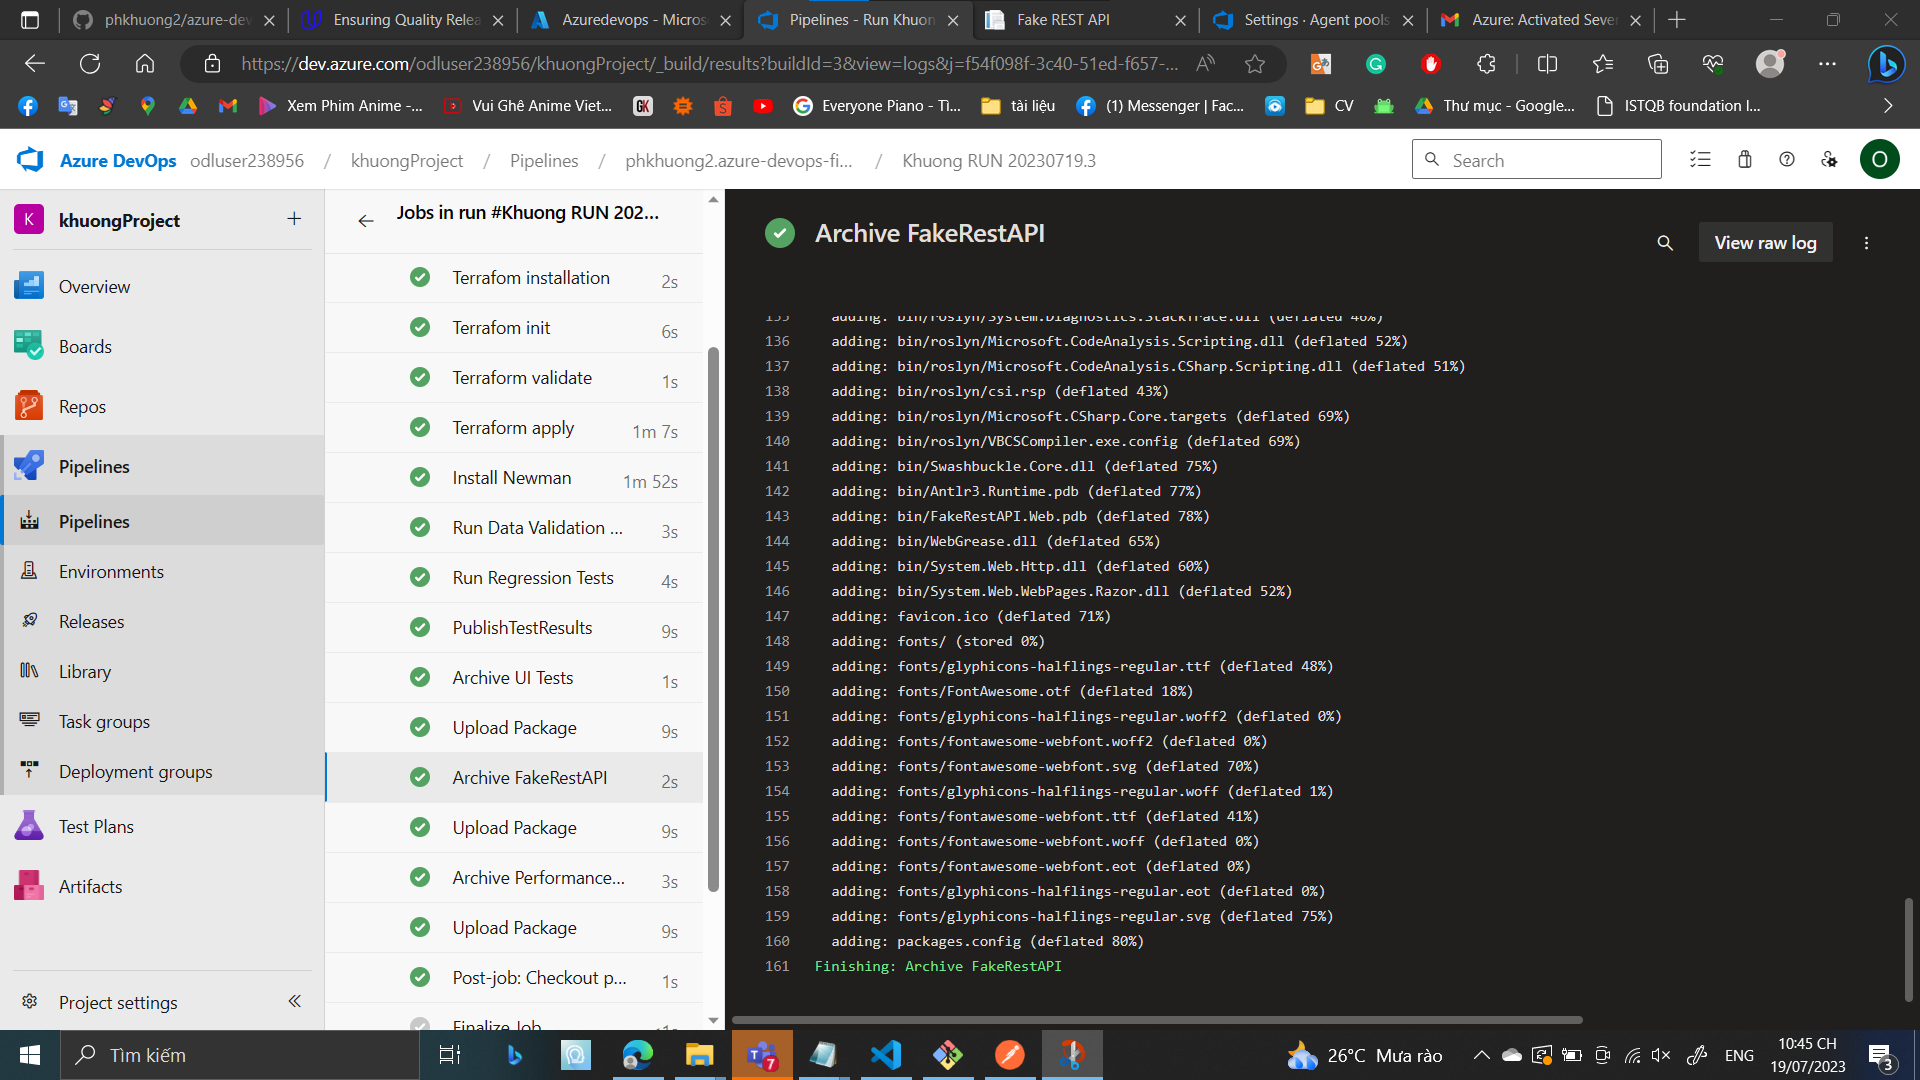 phkhuong2/azure-dev
Ensuring Quality Relea
Azuredevops - Micros
Pipelines - Run Khuon
Fake REST API
Settings · Agent pools
Azure: Activated Sever
https://dev.azure.com/odluser238956/khuongProject/_build/results?buildId=3&view=logs&j=f54f098f-3c40-51ed-f657-...
Xem Phim Anime -...
Vui Ghê Anime Viet...
Everyone Piano - Tì...
tài liệu
(1) Messenger | Fac...
CV
Thư mục - Google...
ISTQB foundation l...
Azure DevOps
odluser238956 / khuongProject / Pipelines / phkhuong2.azure-devops-fi... / Khuong RUN 20230719.3
Search
O
K
khuongProject
Overview
Boards
Repos
Pipelines
Pipelines
Environments
Releases
Library
Task groups
Deployment groups
Test Plans
Artifacts
Project settings
Jobs in run #Khuong RUN 202...
Terrafom installation 2s
Terrafom init 6s
Terraform validate 1s
Terraform apply 1m 7s
Install Newman 1m 52s
Run Data Validation ... 3s
Run Regression Tests 4s
PublishTestResults 9s
Archive UI Tests 1s
Upload Package 9s
Archive FakeRestAPI 2s
Upload Package 9s
Archive Performance... 3s
Upload Package 9s
Post-job: Checkout p... 1s
Finalize Job <1s
Archive FakeRestAPI
View raw log
135 adding: bin/roslyn/System.Diagnostics.StackTrace.dll (deflated 46%)
136 adding: bin/roslyn/Microsoft.CodeAnalysis.Scripting.dll (deflated 52%)
137 adding: bin/roslyn/Microsoft.CodeAnalysis.CSharp.Scripting.dll (deflated 51%)
138 adding: bin/roslyn/csi.rsp (deflated 43%)
139 adding: bin/roslyn/Microsoft.CSharp.Core.targets (deflated 69%)
140 adding: bin/roslyn/VBCSCompiler.exe.config (deflated 69%)
141 adding: bin/Swashbuckle.Core.dll (deflated 75%)
142 adding: bin/Antlr3.Runtime.pdb (deflated 77%)
143 adding: bin/FakeRestAPI.Web.pdb (deflated 78%)
144 adding: bin/WebGrease.dll (deflated 65%)
145 adding: bin/System.Web.Http.dll (deflated 60%)
146 adding: bin/System.Web.WebPages.Razor.dll (deflated 52%)
147 adding: favicon.ico (deflated 71%)
148 adding: fonts/ (stored 0%)
149 adding: fonts/glyphicons-halflings-regular.ttf (deflated 48%)
150 adding: fonts/FontAwesome.otf (deflated 18%)
151 adding: fonts/glyphicons-halflings-regular.woff2 (deflated 0%)
152 adding: fonts/fontawesome-webfont.woff2 (deflated 0%)
153 adding: fonts/fontawesome-webfont.svg (deflated 70%)
154 adding: fonts/glyphicons-halflings-regular.woff (deflated 1%)
155 adding: fonts/fontawesome-webfont.ttf (deflated 41%)
156 adding: fonts/fontawesome-webfont.woff (deflated 0%)
157 adding: fonts/fontawesome-webfont.eot (deflated 0%)
158 adding: fonts/glyphicons-halflings-regular.eot (deflated 0%)
159 adding: fonts/glyphicons-halflings-regular.svg (deflated 75%)
160 adding: packages.config (deflated 80%)
161 Finishing: Archive FakeRestAPI
Tìm kiếm
7
26°C Mưa rào
ENG
10:45 CH
19/07/2023
3